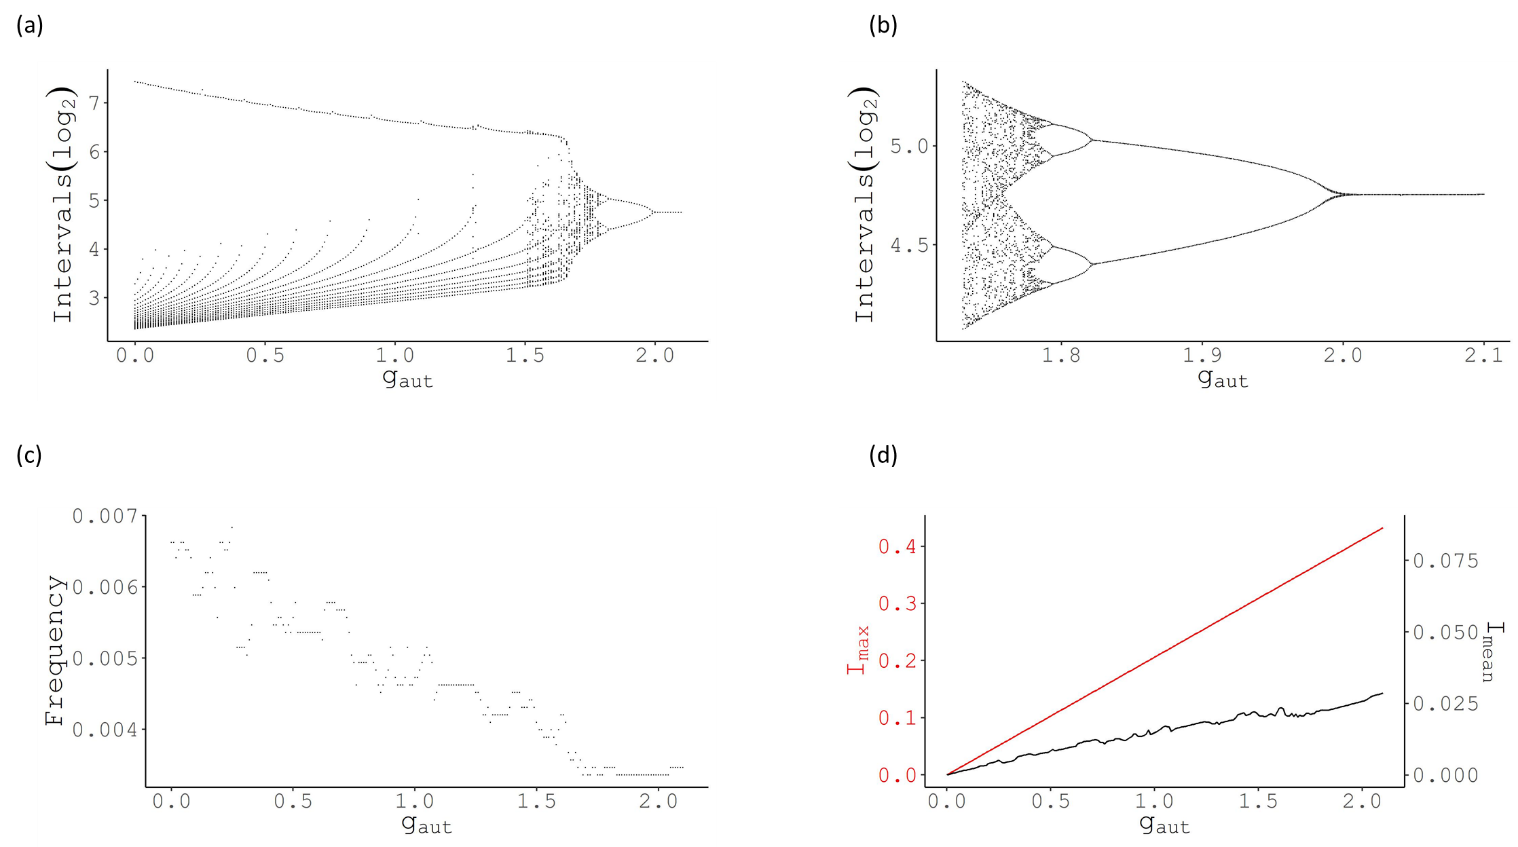 (a)
Intervals(log2)
7
6
5
4
3
0.0 0.5 1.0 1.5 2.0
gaut
(b)
Intervals(log2)
5.0
4.5
1.8 1.9 2.0 2.1
gaut
(c)
Frequency
0.007
0.006
0.005
0.004
0.0 0.5 1.0 1.5 2.0
gaut
(d)
Imax
0.4
0.3
0.2
0.1
0.0
0.075
0.050
0.025
0.000
Imean
0.0 0.5 1.0 1.5 2.0
gaut